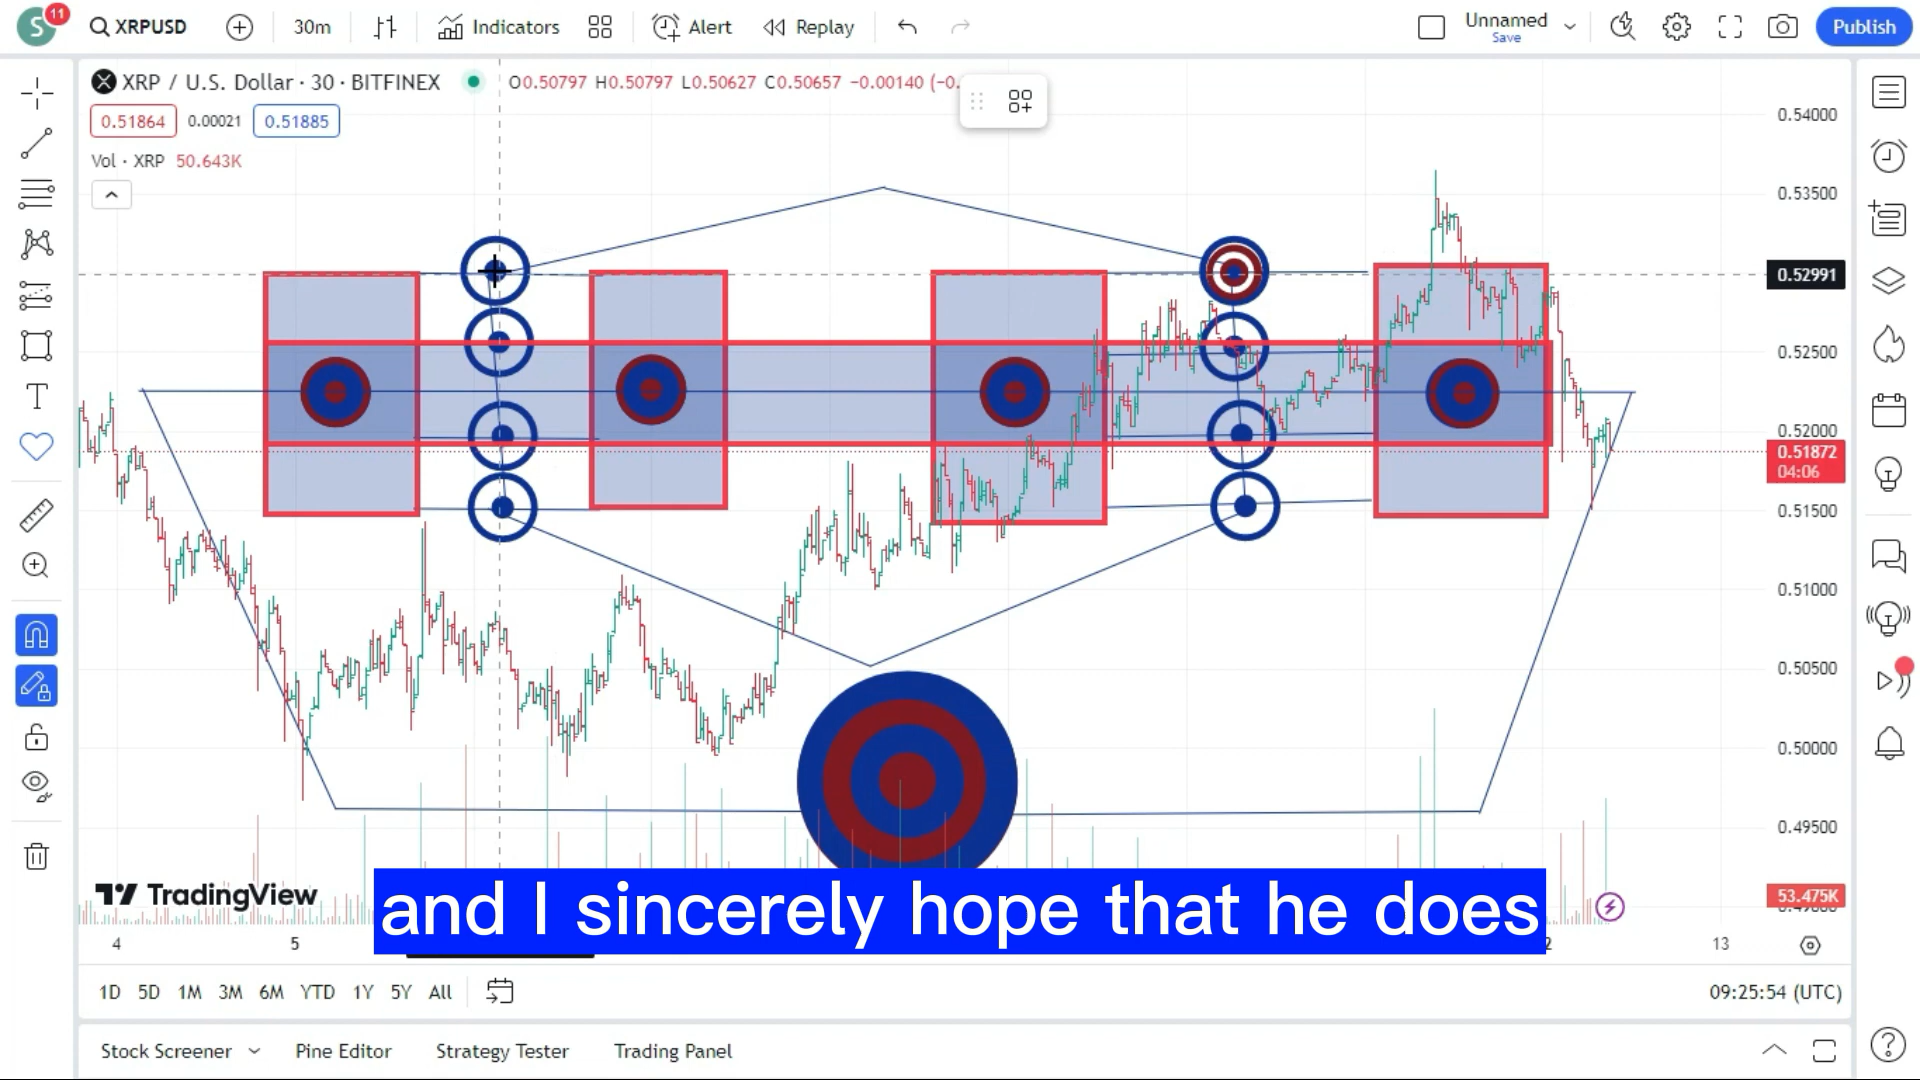 S 11 XRPUSD 30m Indicators Alert Replay Unnamed Save Publish
XRP / U.S. Dollar · 30 · BITFINEX O0.50797 H0.50797 L0.50627 C0.50657 −0.00140 (−0.
0.51864 0.00021 0.51885
Vol · XRP 50.643K
0.54000
0.53500
0.52991
0.52500
0.52000
0.51872
04:06
0.51500
0.51000
0.50500
0.50000
0.49500
53.475K
TradingView
and I sincerely hope that he does
4 5 13
1D 5D 1M 3M 6M YTD 1Y 5Y All 09:25:54 (UTC)
Stock Screener Pine Editor Strategy Tester Trading Panel